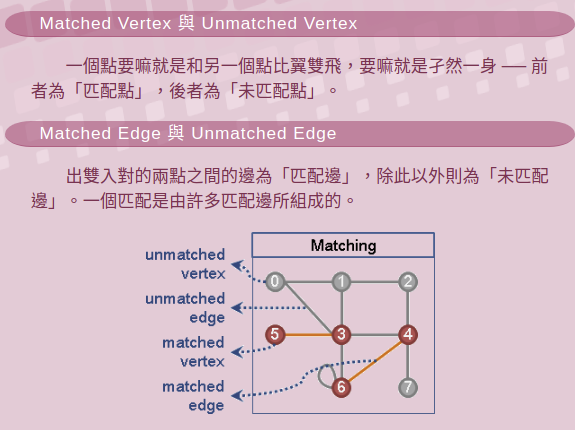 Matched Vertex 與 Unmatched Vertex
一個點要嘛就是和另一個點比翼雙飛，要嘛就是孑然一身 ── 前
者為「匹配點」，後者為「未匹配點」。
Matched Edge 與 Unmatched Edge
出雙入對的兩點之間的邊為「匹配邊」，除此以外則為「未匹配
邊」。一個匹配是由許多匹配邊所組成的。
Matching
unmatched
vertex
unmatched
edge
matched
vertex
matched
edge
0 1 2
5 3 4
6 7